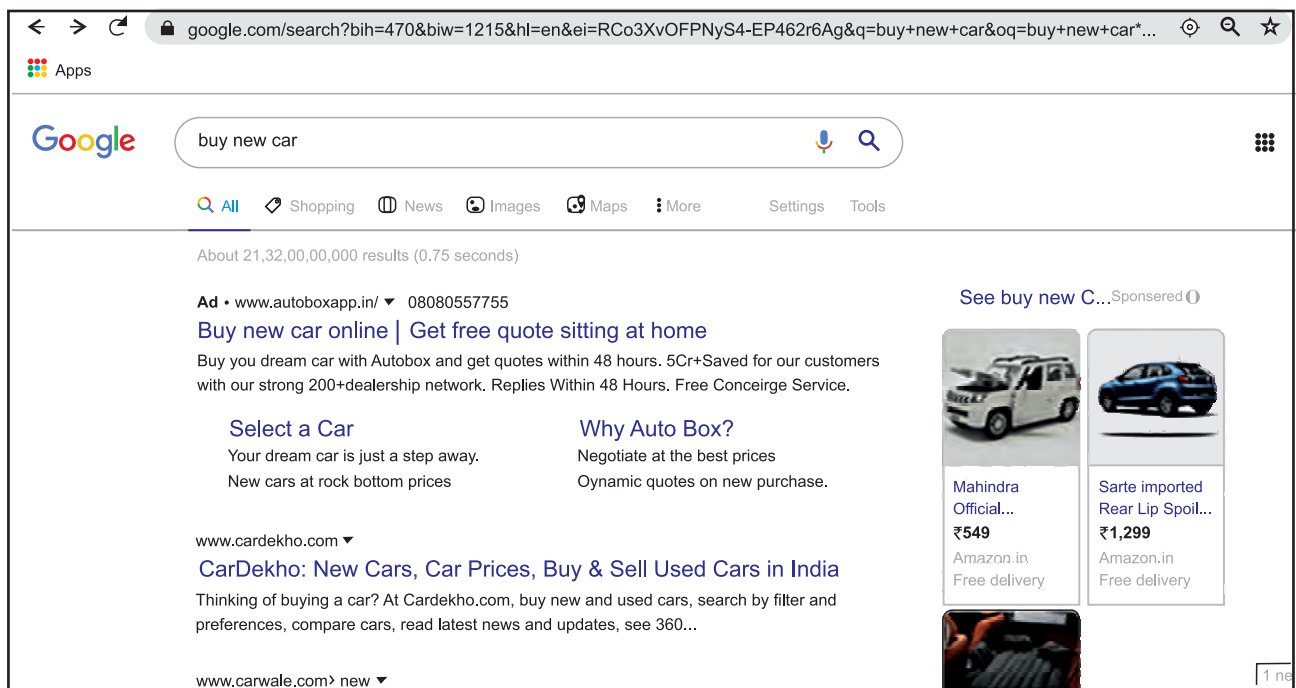 google.com/search?bih=470&biw=1215&hl=en&ei=RCo3XvOFPNyS4-EP462r6Ag&q=buy+new+car&oq=buy+new+car*...
Apps
Google
buy new car
All Shopping News Images Maps More Settings Tools
About 21,32,00,00,000 results (0.75 seconds)
Ad • www.autoboxapp.in/ 08080557755
Buy new car online | Get free quote sitting at home
Buy you dream car with Autobox and get quotes within 48 hours. 5Cr+Saved for our customers
with our strong 200+dealership network. Replies Within 48 Hours. Free Conceirge Service.
Select a Car
Your dream car is just a step away.
New cars at rock bottom prices
Why Auto Box?
Negotiate at the best prices
Oynamic quotes on new purchase.
www.cardekho.com
CarDekho: New Cars, Car Prices, Buy & Sell Used Cars in India
Thinking of buying a car? At Cardekho.com, buy new and used cars, search by filter and
preferences, compare cars, read latest news and updates, see 360...
www.carwale.com› new
See buy new C... Sponsored
Mahindra
Official...
₹549
Amazon.in
Free delivery
Sarte imported
Rear Lip Spoil...
₹1,299
Amazon.in
Free delivery
1 ne